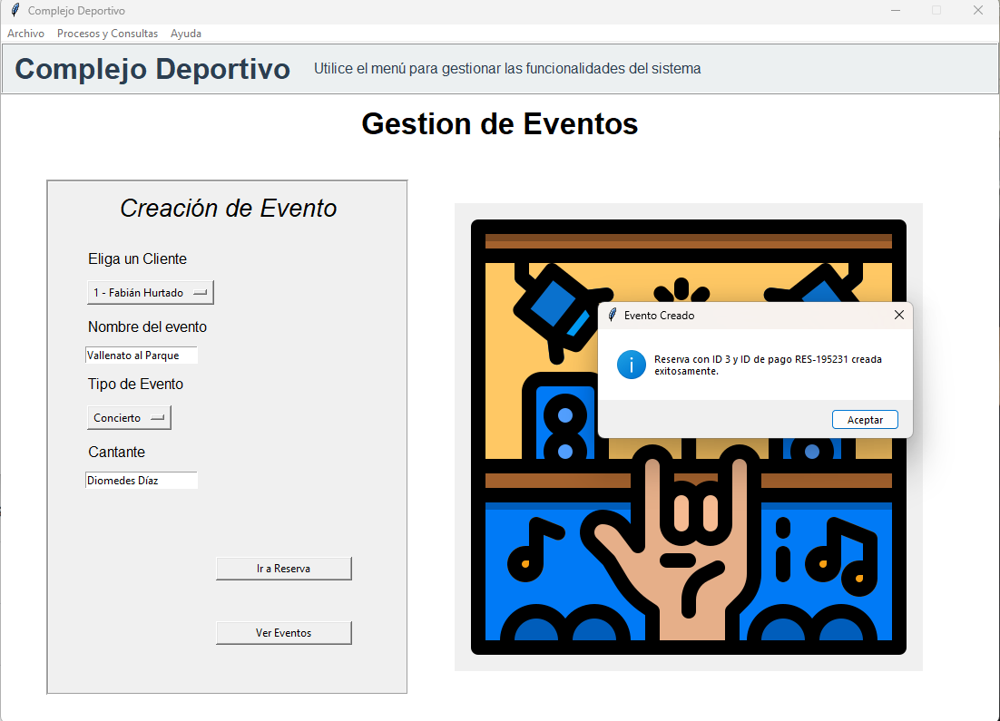 Complejo Deportivo
Archivo Procesos y Consultas Ayuda
Complejo Deportivo Utilice el menú para gestionar las funcionalidades del sistema
Gestion de Eventos
Creación de Evento
Eliga un Cliente
1 - Fabián Hurtado
Nombre del evento
Vallenato al Parque
Tipo de Evento
Concierto
Cantante
Diomedes Díaz
Ir a Reserva
Ver Eventos
Evento Creado
Reserva con ID 3 y ID de pago RES-195231 creada
exitosamente.
Aceptar